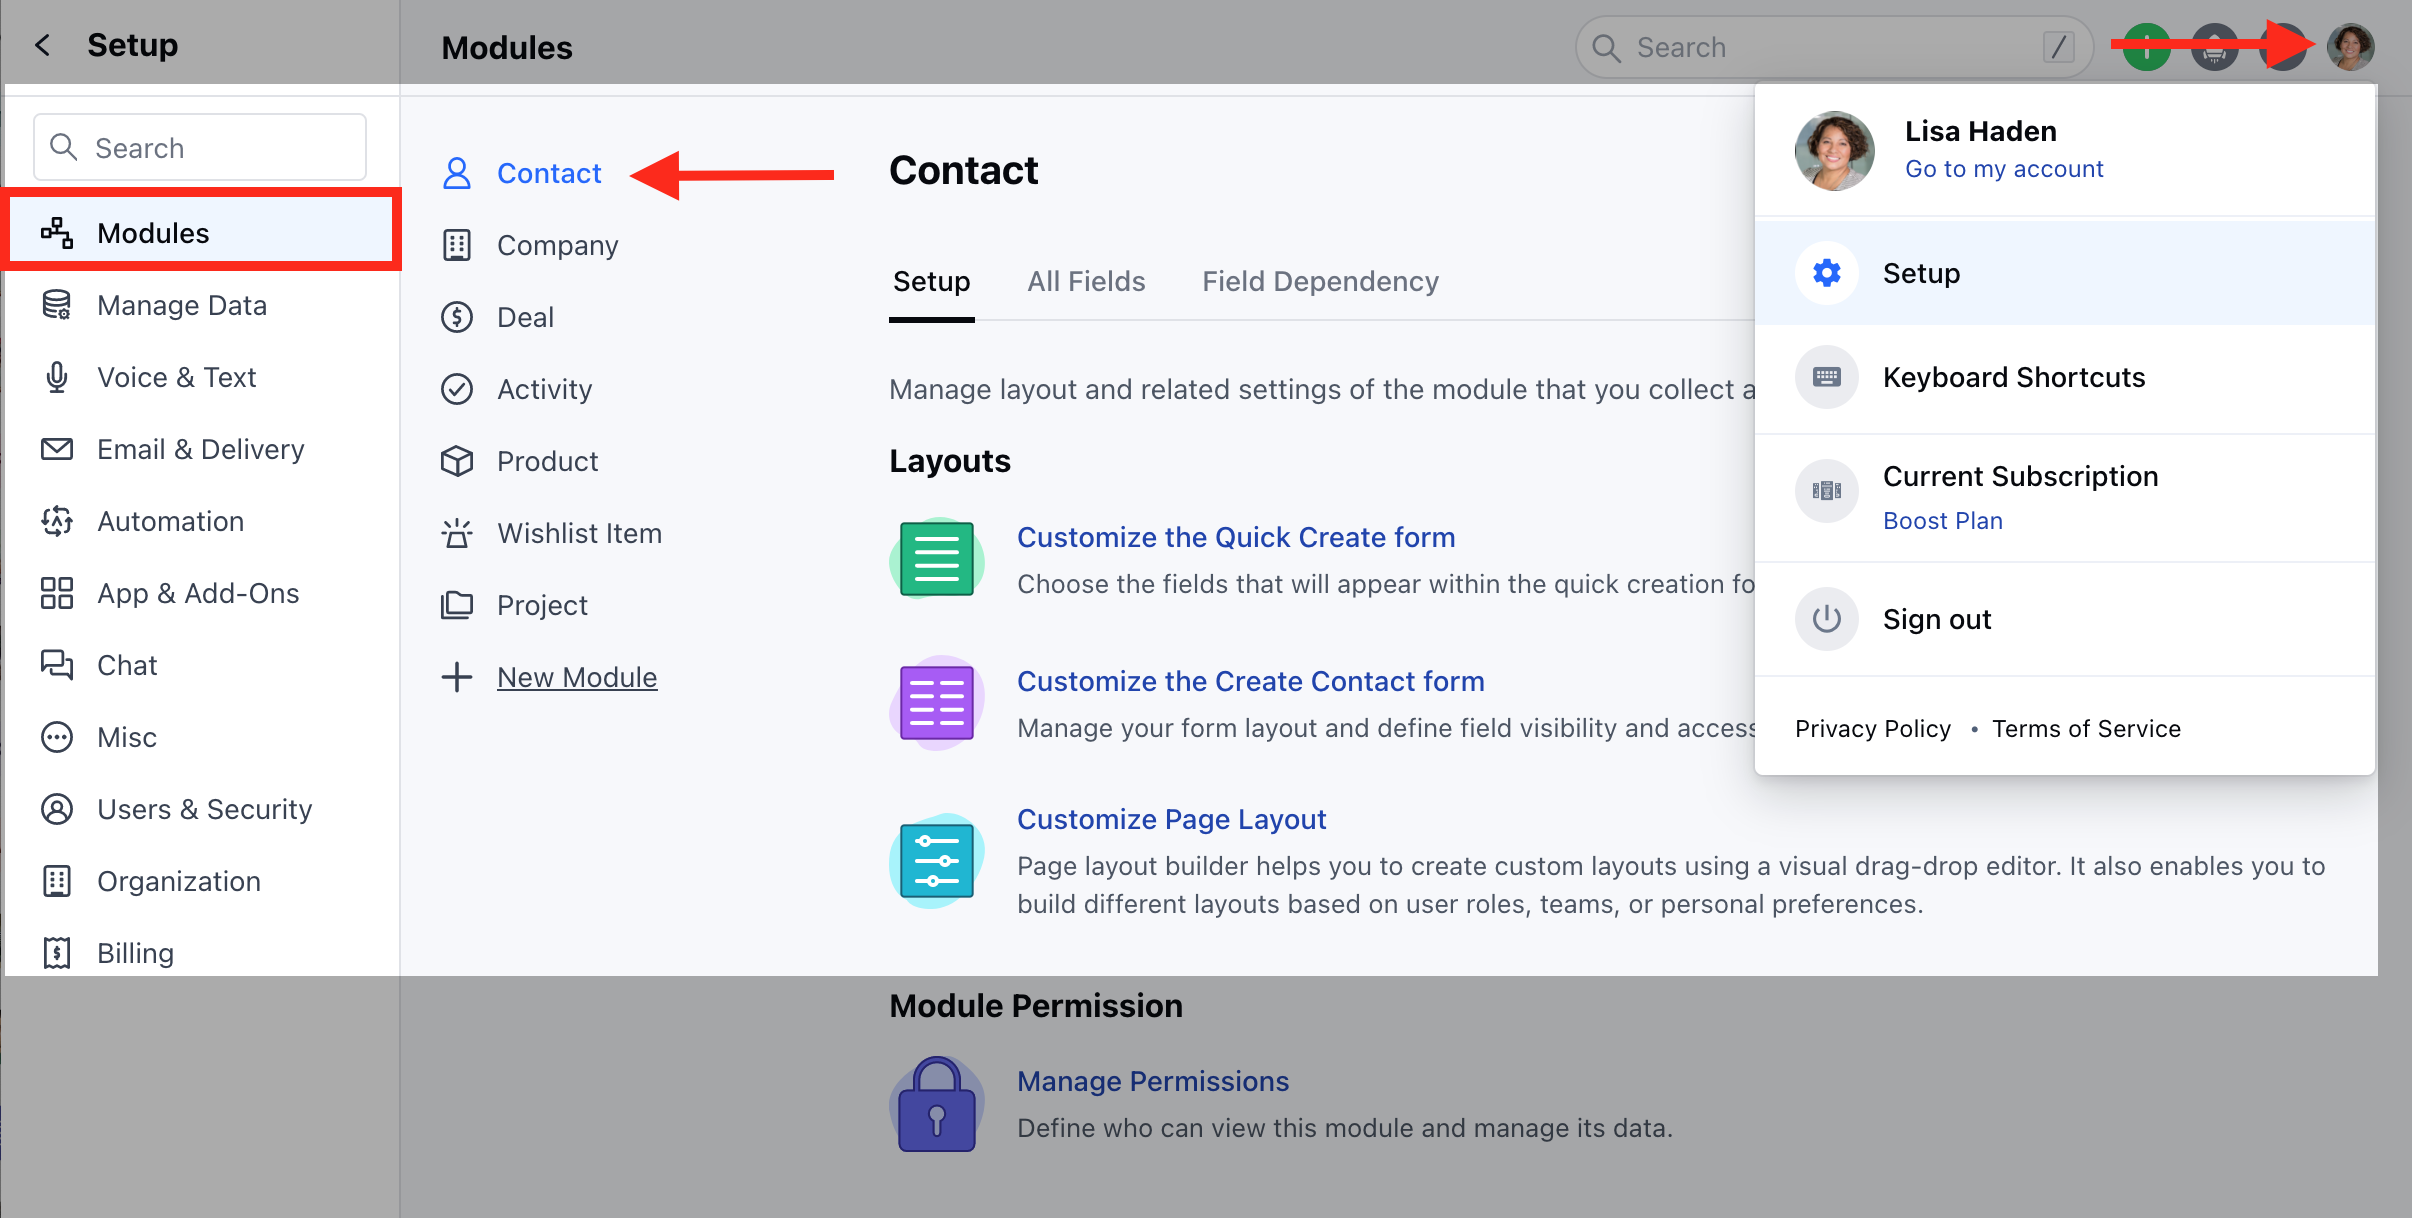 Setup
Modules
Search
/
Search
Modules
Manage Data
Voice & Text
Email & Delivery
Automation
App & Add-Ons
Chat
Misc
Users & Security
Organization
Billing
Contact
Company
Deal
Activity
Product
Wishlist Item
Project
New Module
Contact
Setup
All Fields
Field Dependency
Manage layout and related settings of the module that you collect
Layouts
Customize the Quick Create form
Choose the fields that will appear within the quick creation
Customize the Create Contact form
Manage your form layout and define field visibility and access
Customize Page Layout
Page layout builder helps you to create custom layouts using a visual drag-drop editor. It also enables you to
build different layouts based on user roles, teams, or personal preferences.
Module Permission
Manage Permissions
Define who can view this module and manage its data.
Lisa Haden
Go to my account
Setup
Keyboard Shortcuts
Current Subscription
Boost Plan
Sign out
Privacy Policy • Terms of Service